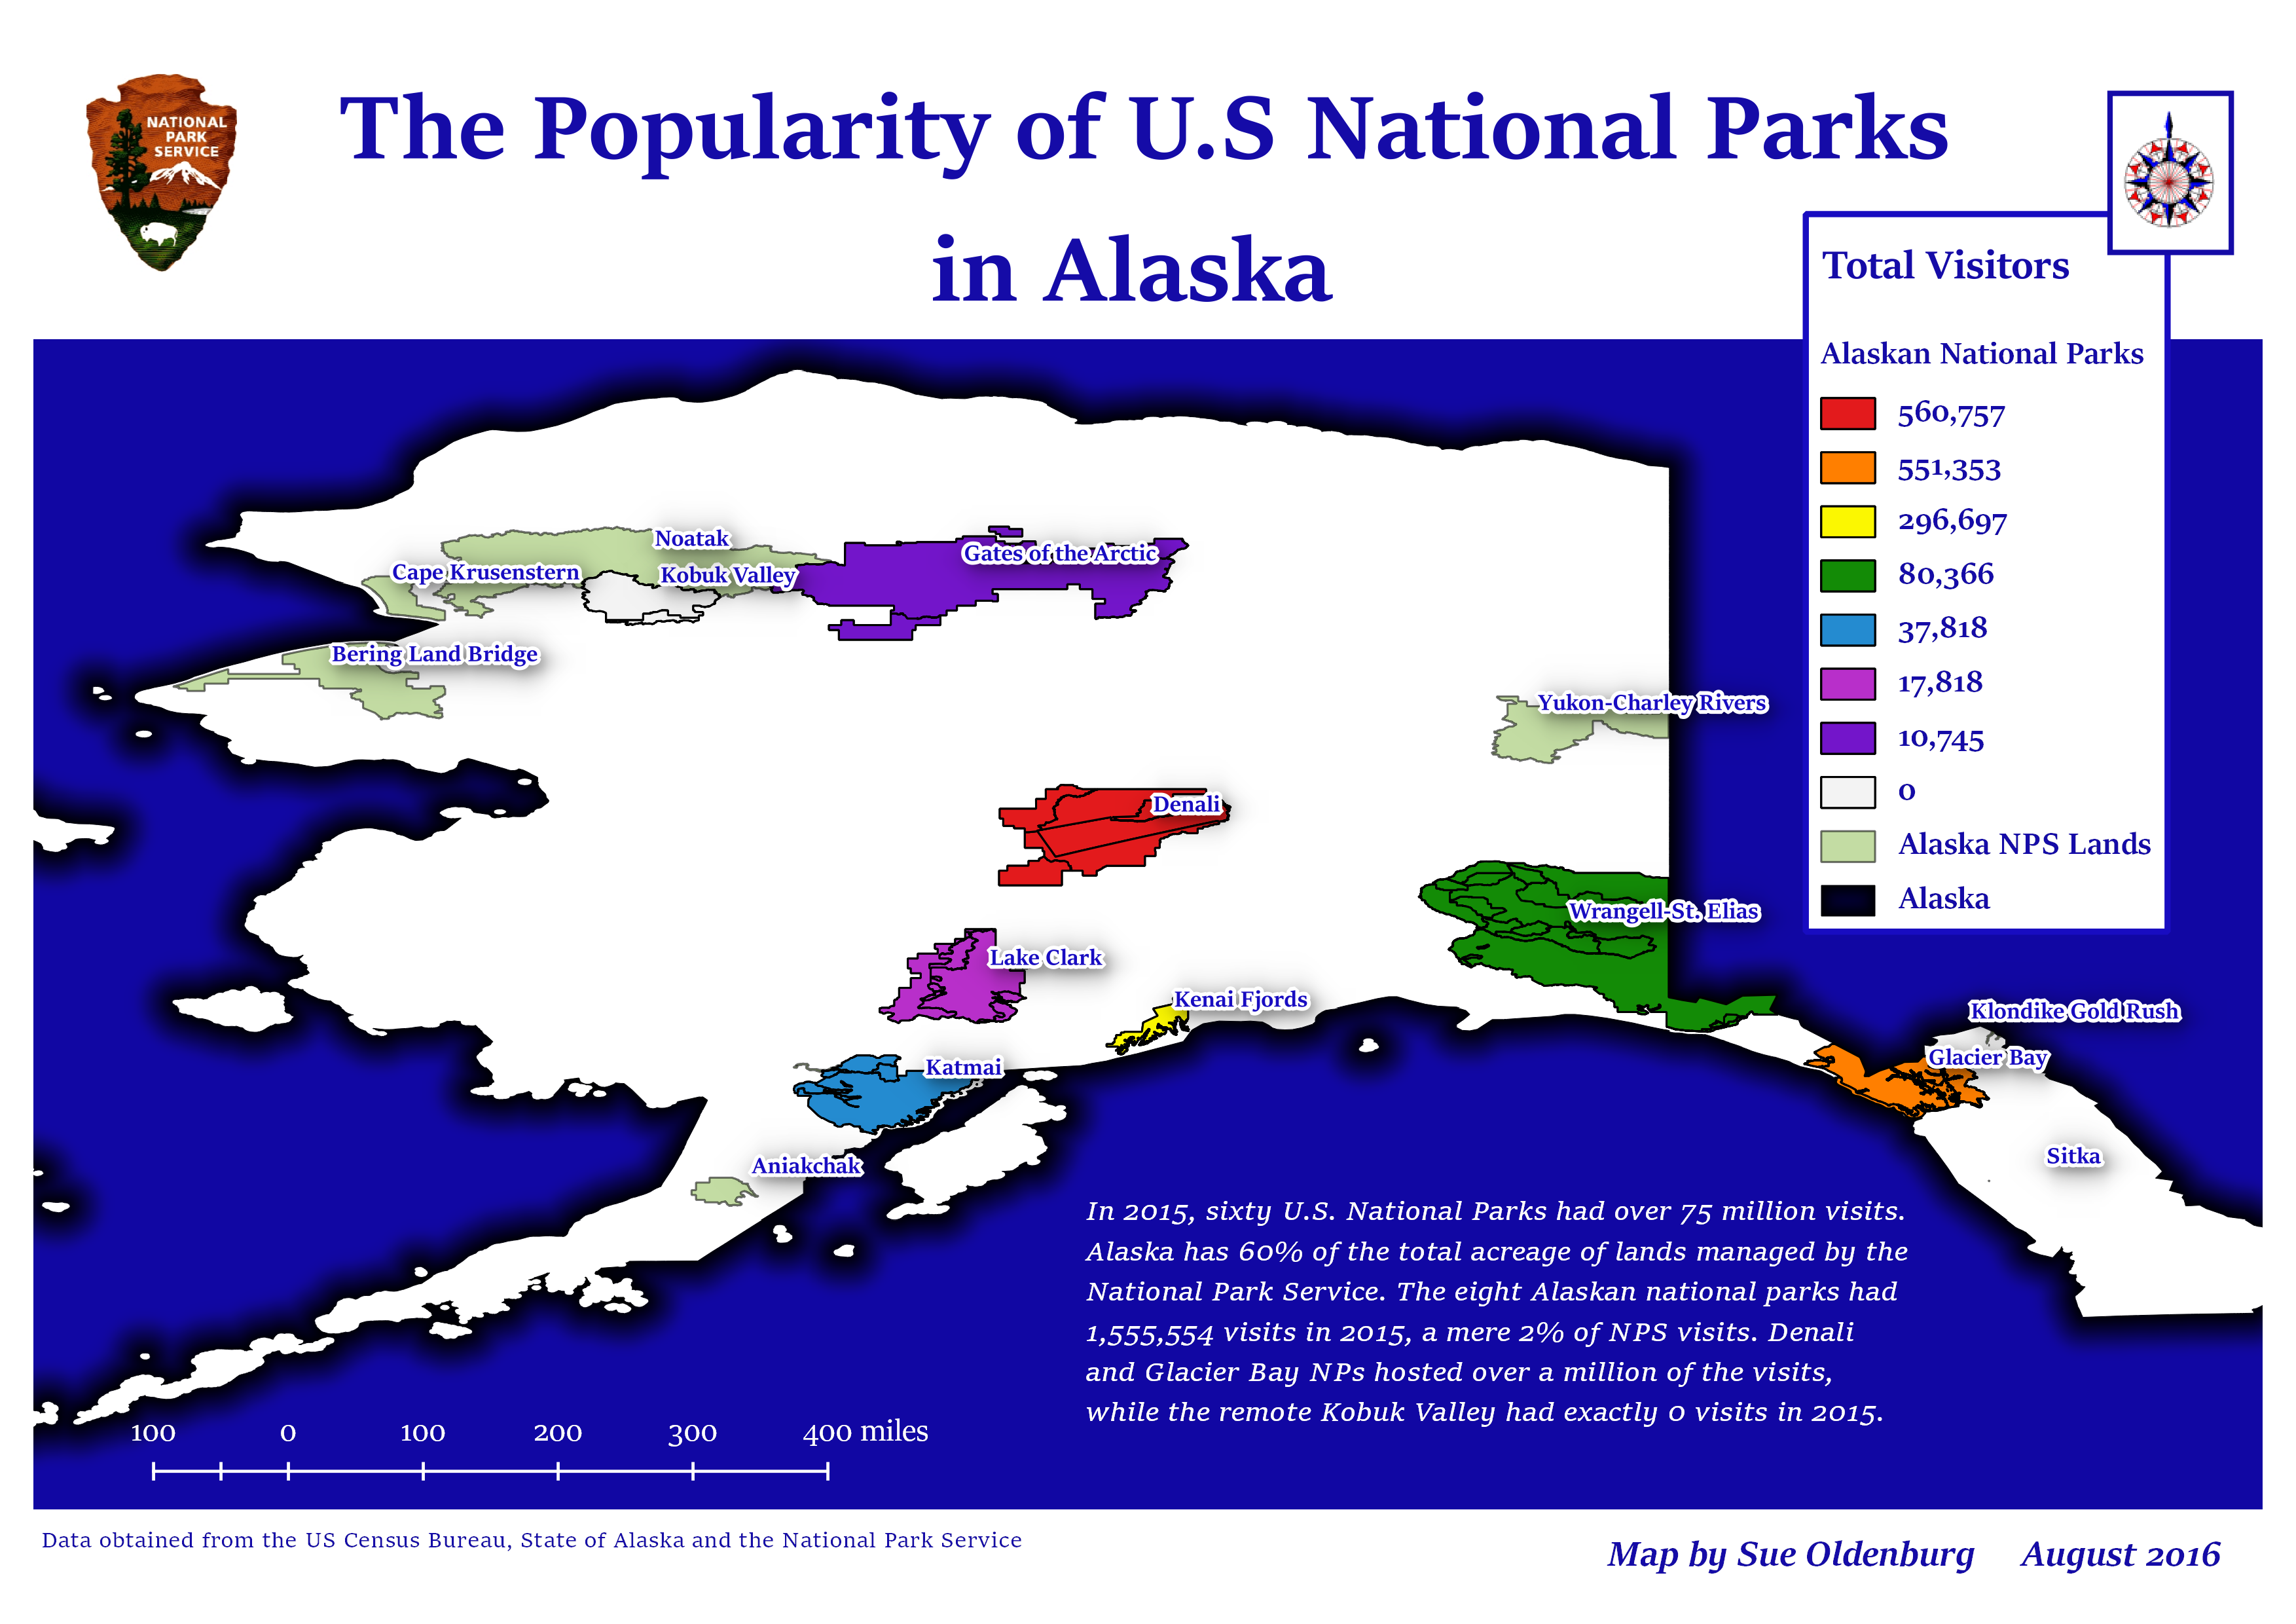 The Popularity of U.S National Parks
in Alaska
NATIONAL
PARK
SERVICE
Total Visitors
Alaskan National Parks
560,757
551,353
296,697
80,366
37,818
17,818
10,745
0
Alaska NPS Lands
Alaska
Noatak
Gates of the Arctic
Cape Krusenstern
Kobuk Valley
Bering Land Bridge
Yukon-Charley Rivers
Denali
Wrangell-St. Elias
Lake Clark
Kenai Fjords
Klondike Gold Rush
Glacier Bay
Katmai
Sitka
Aniakchak
In 2015, sixty U.S. National Parks had over 75 million visits.
Alaska has 60% of the total acreage of lands managed by the
National Park Service. The eight Alaskan national parks had
1,555,554 visits in 2015, a mere 2% of NPS visits. Denali
and Glacier Bay NPs hosted over a million of the visits,
while the remote Kobuk Valley had exactly 0 visits in 2015.
100 0 100 200 300 400 miles
Data obtained from the US Census Bureau, State of Alaska and the National Park Service
Map by Sue Oldenburg August 2016